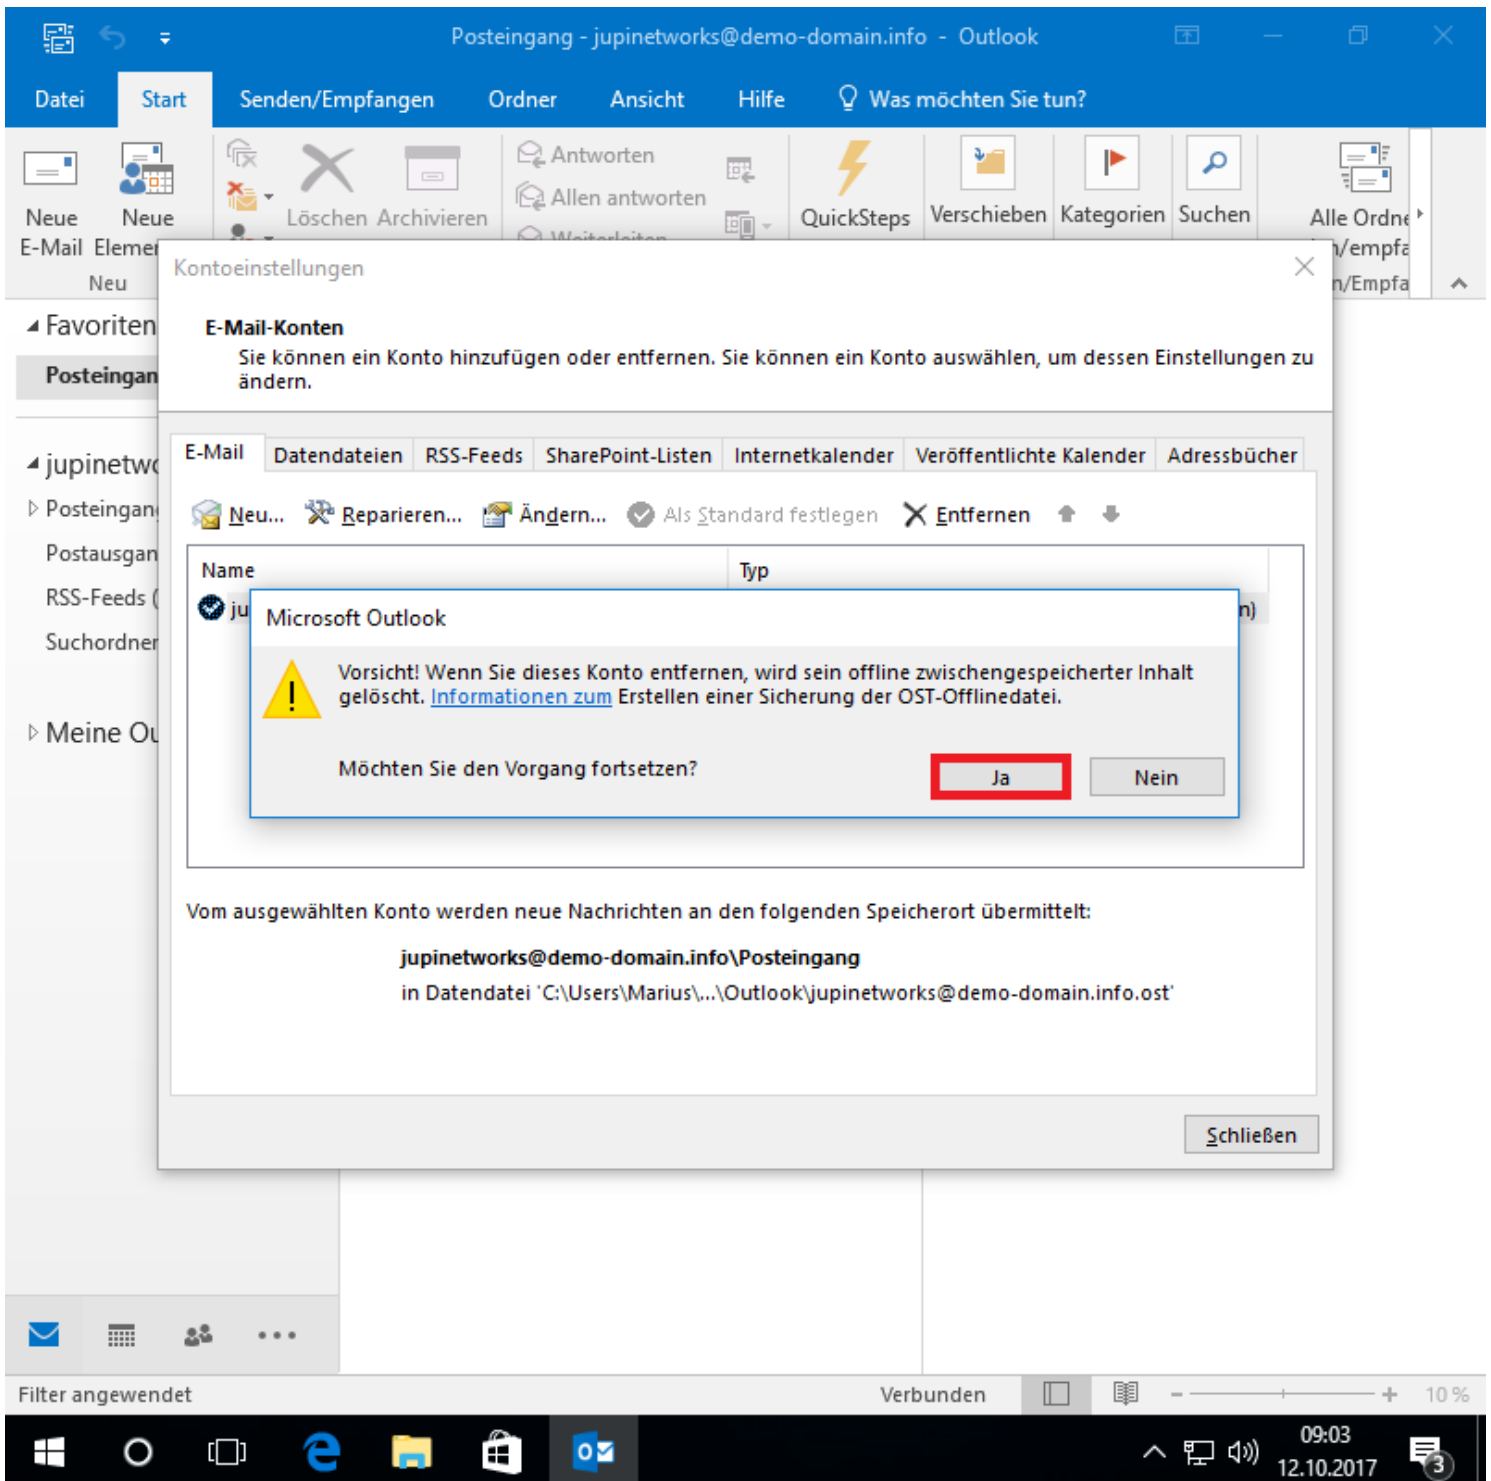 Posteingang - jupinetworks@demo-domain.info - Outlook
Datei Start Senden/Empfangen Ordner Ansicht Hilfe Was möchten Sie tun?
Neue
E-Mail
Neue
Löschen Archivieren
Antworten
Allen antworten
Weiterleiten
QuickSteps Verschieben Kategorien Suchen
Alle
Neu
Kontoeinstellungen
E-Mail-Konten
Sie können ein Konto hinzufügen oder entfernen. Sie können ein Konto auswählen, um dessen Einstellungen zu
ändern.
E-Mail Datendateien RSS-Feeds SharePoint-Listen Internetkalender Veröffentlichte Kalender Adressbücher
Neu... Reparieren... Ändern... Als Standard festlegen Entfernen
Name Typ
Microsoft Outlook
Vorsicht! Wenn Sie dieses Konto entfernen, wird sein offline zwischengespeicherter Inhalt
gelöscht. Informationen zum Erstellen einer Sicherung der OST-Offlinedatei.
Möchten Sie den Vorgang fortsetzen?
Ja Nein
Vom ausgewählten Konto werden neue Nachrichten an den folgenden Speicherort übermittelt:
jupinetworks@demo-domain.info\Posteingang
in Datendatei 'C:\Users\Marius\...\Outlook\jupinetworks@demo-domain.info.ost'
Schließen
Favoriten
RSS-Feeds
Suchordner
Meine
Filter angewendet
Verbunden
10 %
09:03
12.10.2017
3